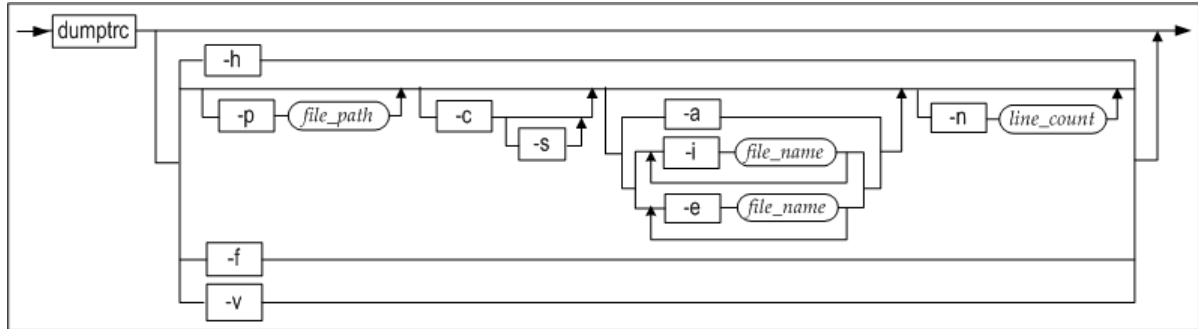 dumptrc
-h
-p file_path -c -s -a -n line_count
-i file_name
-e file_name
-f
-v